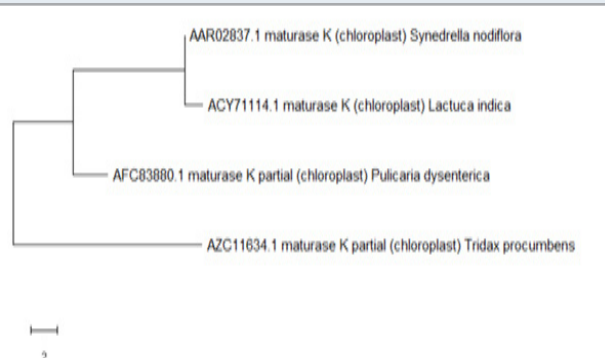 AAR02837.1 maturase K (chloroplast) Synedrella nodiflora
ACY71114.1 maturase K (chloroplast) Lactuca indica
AFC83880.1 maturase K partial (chloroplast) Pulicaria dysenterica
AZC11634.1 maturase K partial (chloroplast) Tridax procumbens